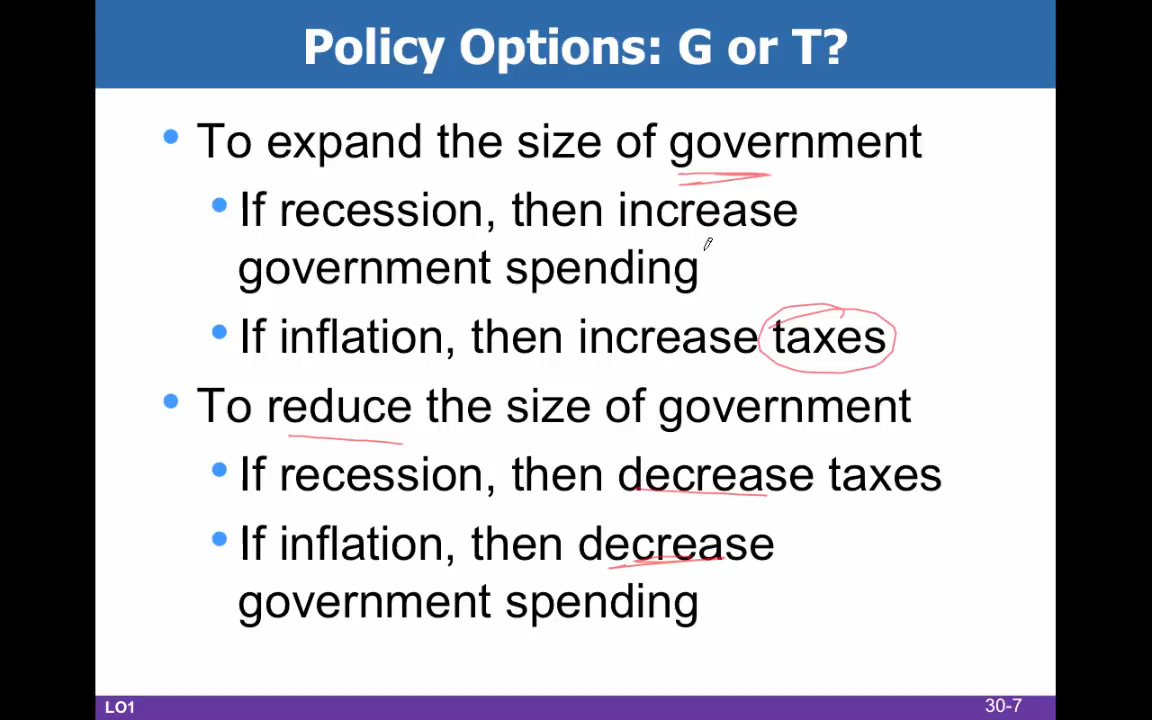 Policy Options: G or T?
• To expand the size of government
• If recession, then increase
government spending
• If inflation, then increase taxes
• To reduce the size of government
• If recession, then decrease taxes
• If inflation, then decrease
government spending
LO1
30-7